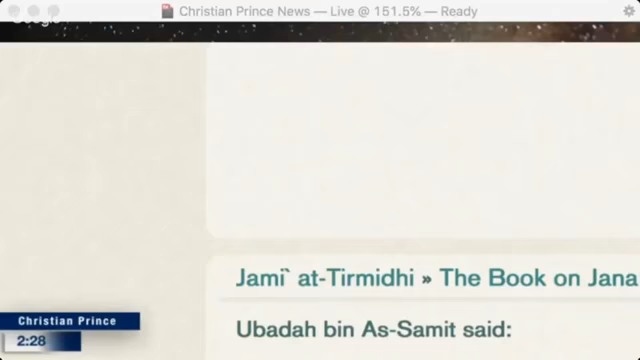 Christian Prince News — Live @ 151.5% — Ready
Google
Jami` at-Tirmidhi » The Book on Jana
Ubadah bin As-Samit said:
Christian Prince
2:28